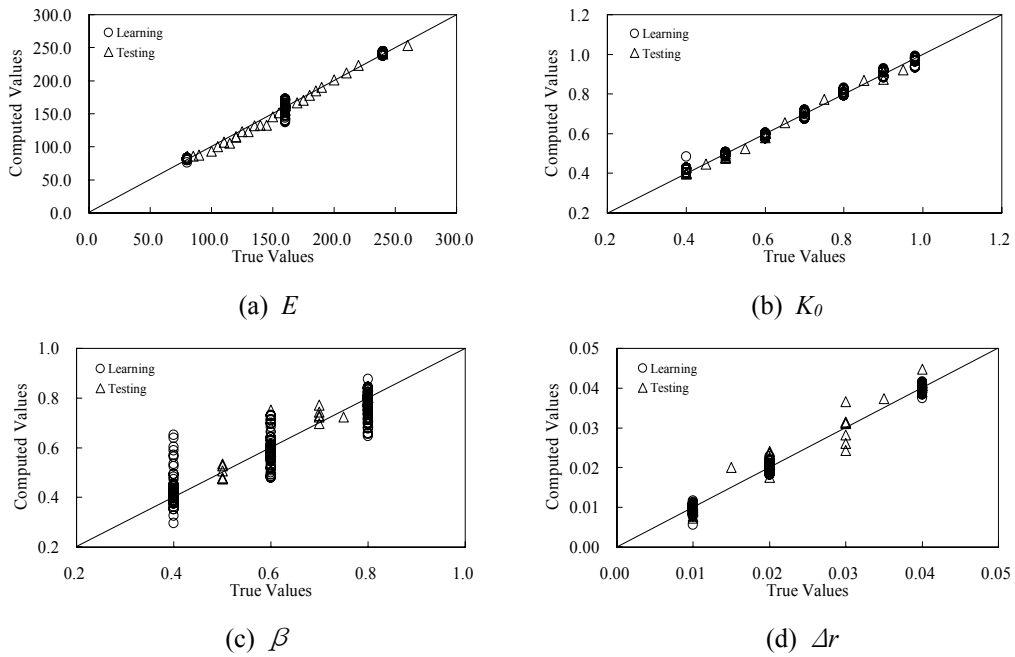 300.0
250.0
200.0
150.0
100.0
50.0
0.0
Computed Values
Learning
Testing
0.0 50.0 100.0 150.0 200.0 250.0 300.0
True Values
(a) E
1.2
1.0
0.8
0.6
0.4
0.2
Computed Values
Learning
Testing
0.2 0.4 0.6 0.8 1.0 1.2
True Values
(b) K0
1.0
0.8
0.6
0.4
0.2
Computed Values
Learning
Testing
0.2 0.4 0.6 0.8 1.0
True Values
(c) β
0.05
0.04
0.03
0.02
0.01
0.00
Computed Values
Learning
Testing
0.00 0.01 0.02 0.03 0.04 0.05
True Values
(d) Δr